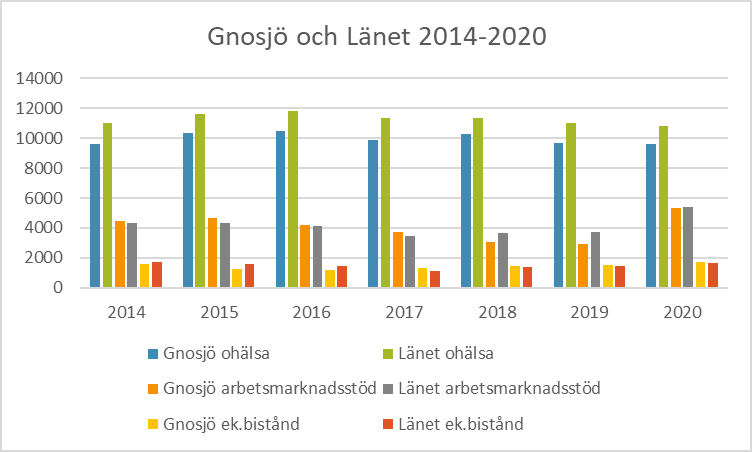 Gnosjö och Länet 2014-2020
14000
12000
10000
8000
6000
4000
2000
0
2014 2015 2016 2017 2018 2019 2020
Gnosjö ohälsa Länet ohälsa
Gnosjö arbetsmarknadsstöd Länet arbetsmarknadsstöd
Gnosjö ek.bistånd Länet ek.bistånd